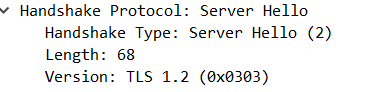 Handshake Protocol: Server Hello
Handshake Type: Server Hello (2)
Length: 68
Version: TLS 1.2 (0x0303)